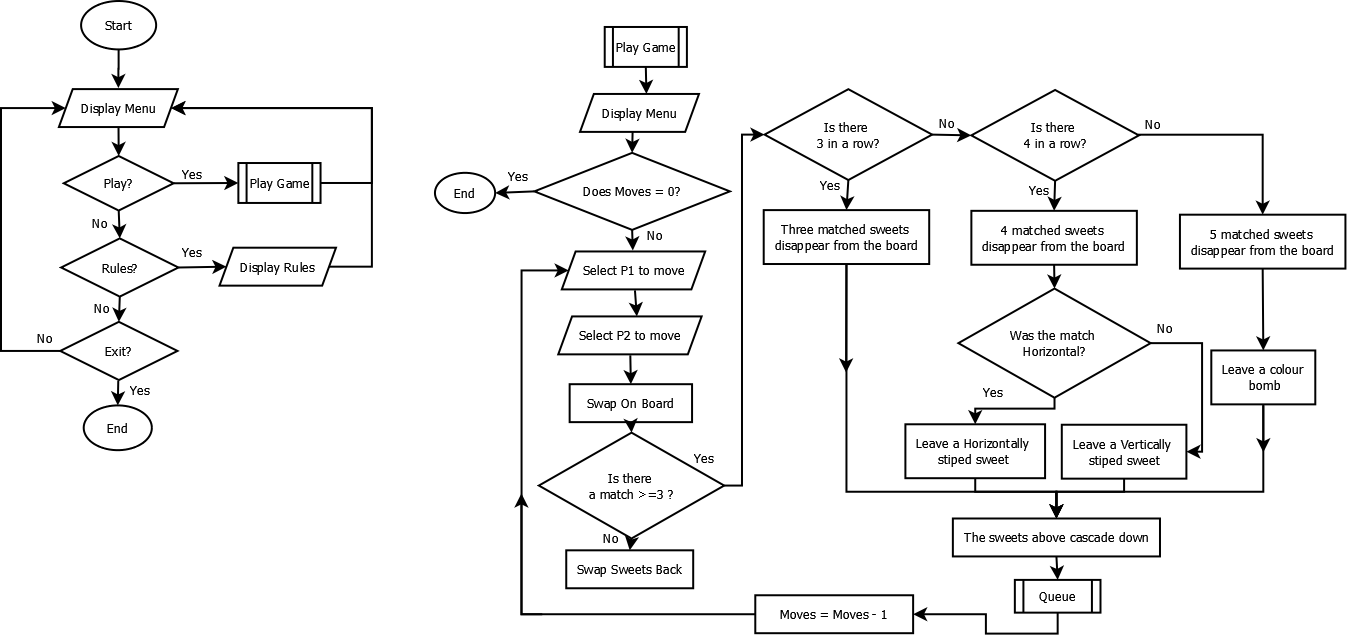 Start
Display Menu
Play?
Yes
Play Game
No
Rules?
Yes
Display Rules
No
Exit?
No
Yes
End
Play Game
Display Menu
Does Moves = 0?
Yes
End
No
Select P1 to move
Select P2 to move
Swap On Board
Is there
a match >=3 ?
Yes
No
Swap Sweets Back
Is there
3 in a row?
No
Yes
Three matched sweets
disappear from the board
Is there
4 in a row?
No
Yes
4 matched sweets
disappear from the board
Was the match
Horizontal?
No
Yes
Leave a Horizontally
stiped sweet
Leave a Vertically
stiped sweet
5 matched sweets
disappear from the board
Leave a colour
bomb
The sweets above cascade down
Queue
Moves = Moves - 1